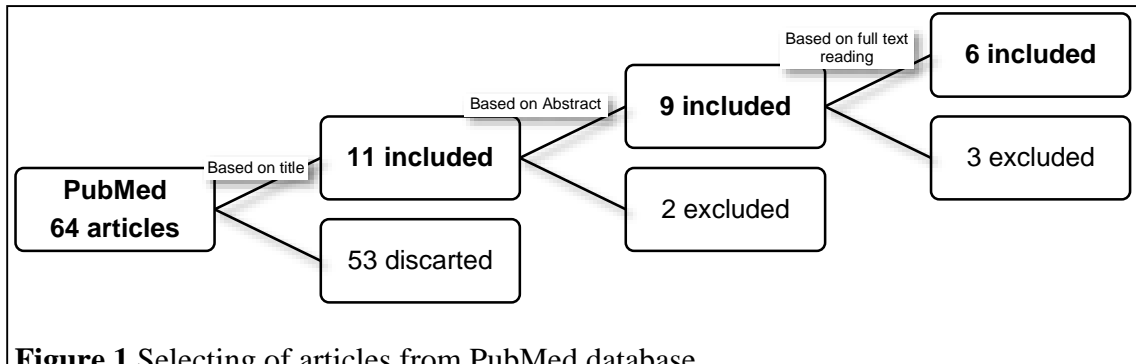 PubMed
64 articles
Based on title
11 included
53 discarted
Based on Abstract
9 included
2 excluded
Based on full text
reading
6 included
3 excluded
Figure 1 Selecting of articles from PubMed database